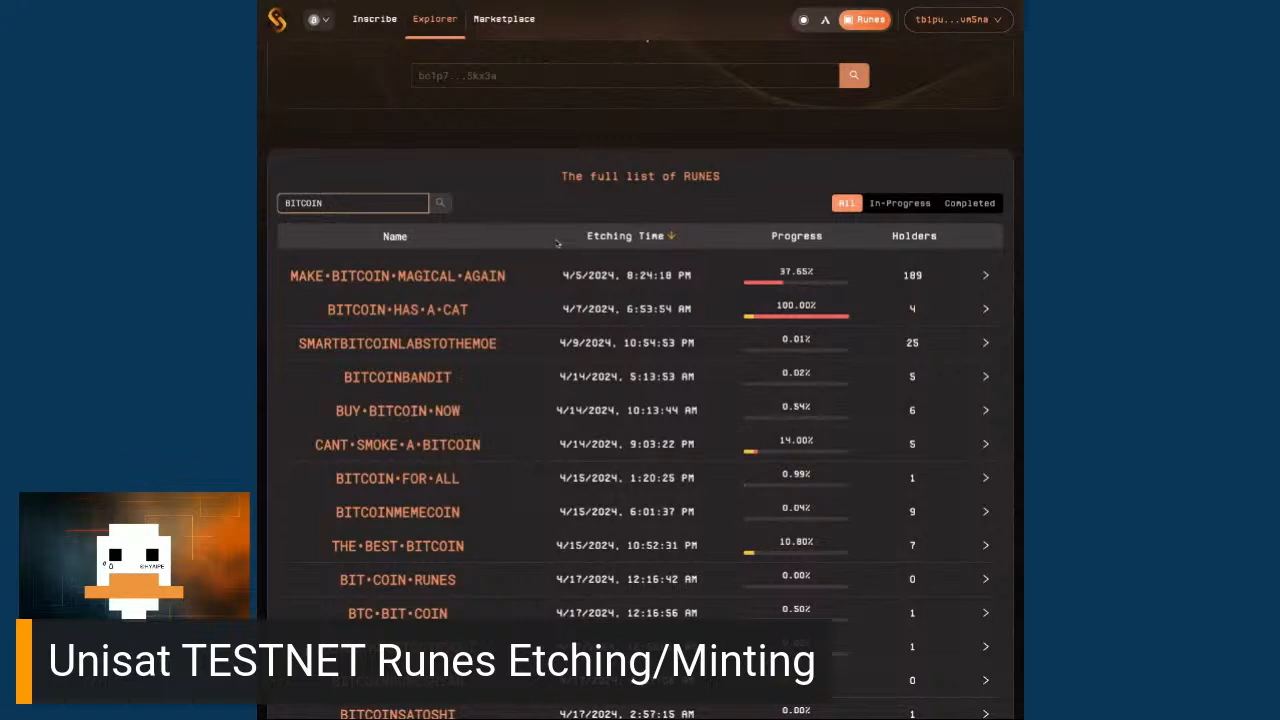 Inscribe Explorer Marketplace Runes tb1pu...vm5ma
bc1p7...5kx3a
The full list of RUNES
BITCOIN All In-Progress Completed
Name Etching Time Progress Holders
MAKE•BITCOIN•MAGICAL•AGAIN 4/5/2024, 8:24:18 PM 37.65% 189
BITCOIN•HAS•A•CAT 4/7/2024, 6:53:54 AM 100.00% 4
SMARTBITCOINLABSTOTHEMOE 4/9/2024, 10:54:53 PM 0.01% 25
BITCOINBANDIT 4/14/2024, 5:13:53 AM 0.02% 5
BUY•BITCOIN•NOW 4/14/2024, 10:13:44 AM 0.54% 6
CANT•SMOKE•A•BITCOIN 4/14/2024, 9:03:22 PM 14.00% 5
BITCOIN•FOR•ALL 4/15/2024, 1:20:25 PM 0.99% 1
BITCOINMEMECOIN 4/15/2024, 6:01:37 PM 0.04% 9
THE•BEST•BITCOIN 4/15/2024, 10:52:31 PM 10.80% 7
BIT•COIN•RUNES 4/17/2024, 12:16:42 AM 0.00% 0
BTC•BIT•COIN 4/17/2024, 12:16:56 AM 0.50% 1
1
0
BITCOINSATOSHI 4/17/2024, 2:57:15 AM 0.00% 1
©HYAIPE
Unisat TESTNET Runes Etching/Minting